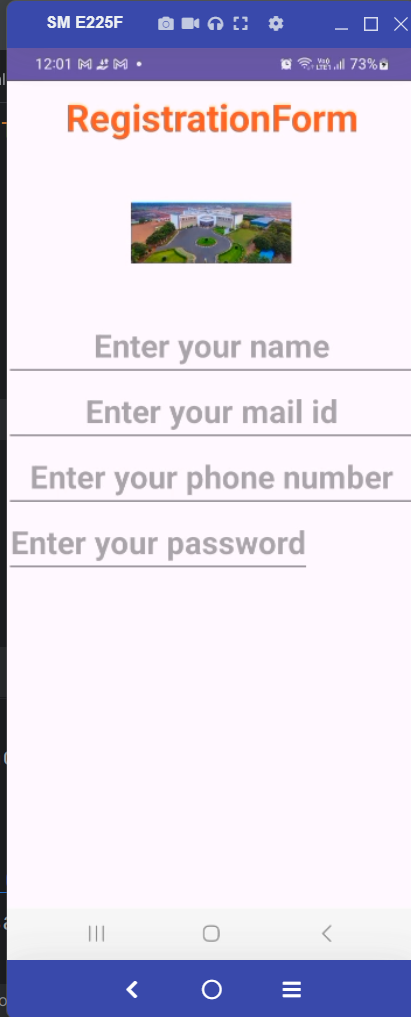 SM E225F
12:01 73%
RegistrationForm
Enter your name
Enter your mail id
Enter your phone number
Enter your password